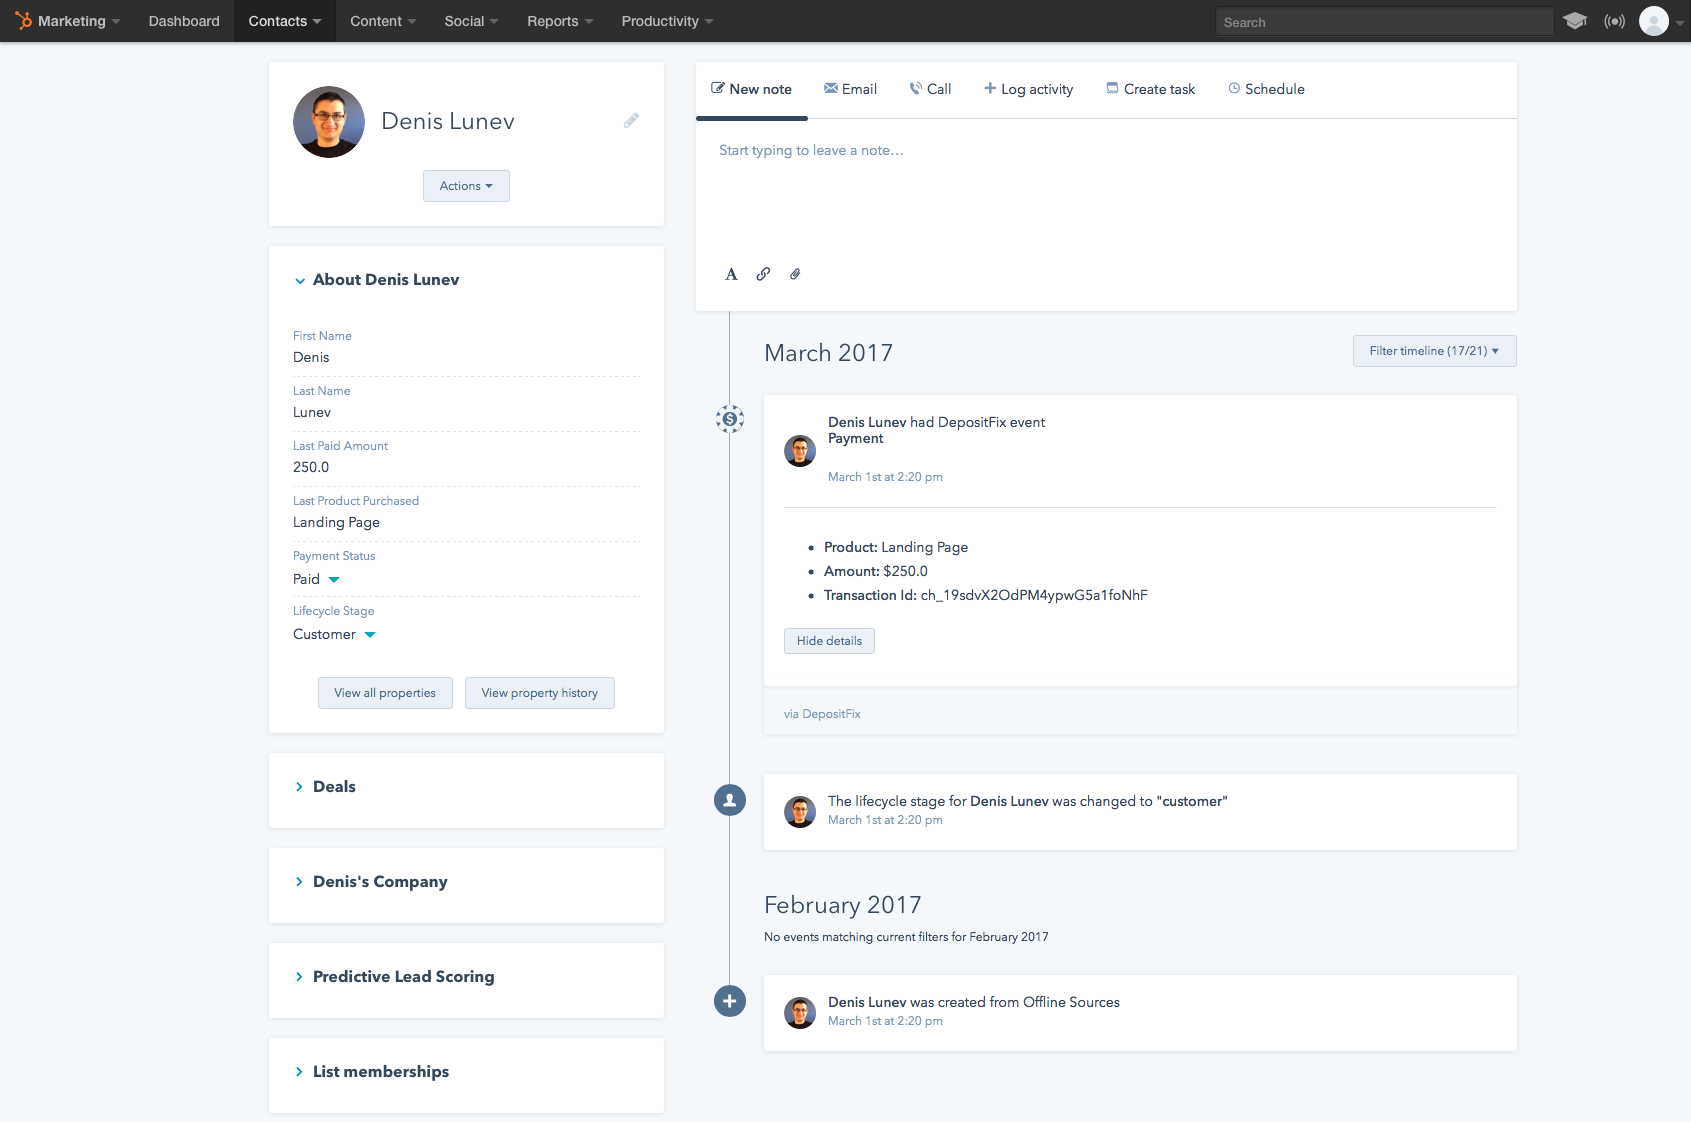 Marketing Dashboard Contacts Content Social Reports Productivity Search
Denis Lunev
Actions
About Denis Lunev
First Name
Denis
Last Name
Lunev
Last Paid Amount
250.0
Last Product Purchased
Landing Page
Payment Status
Paid
Lifecycle Stage
Customer
View all properties View property history
Deals
Denis's Company
Predictive Lead Scoring
List memberships
New note Email Call Log activity Create task Schedule
Start typing to leave a note…
A
March 2017 Filter timeline (17/21)
Denis Lunev had DepositFix event
Payment
March 1st at 2:20 pm
Product: Landing Page
Amount: $250.0
Transaction Id: ch_19sdvX2OdPM4ypwG5a1foNhF
Hide details
via DepositFix
The lifecycle stage for Denis Lunev was changed to "customer"
March 1st at 2:20 pm
February 2017
No events matching current filters for February 2017
Denis Lunev was created from Offline Sources
March 1st at 2:20 pm